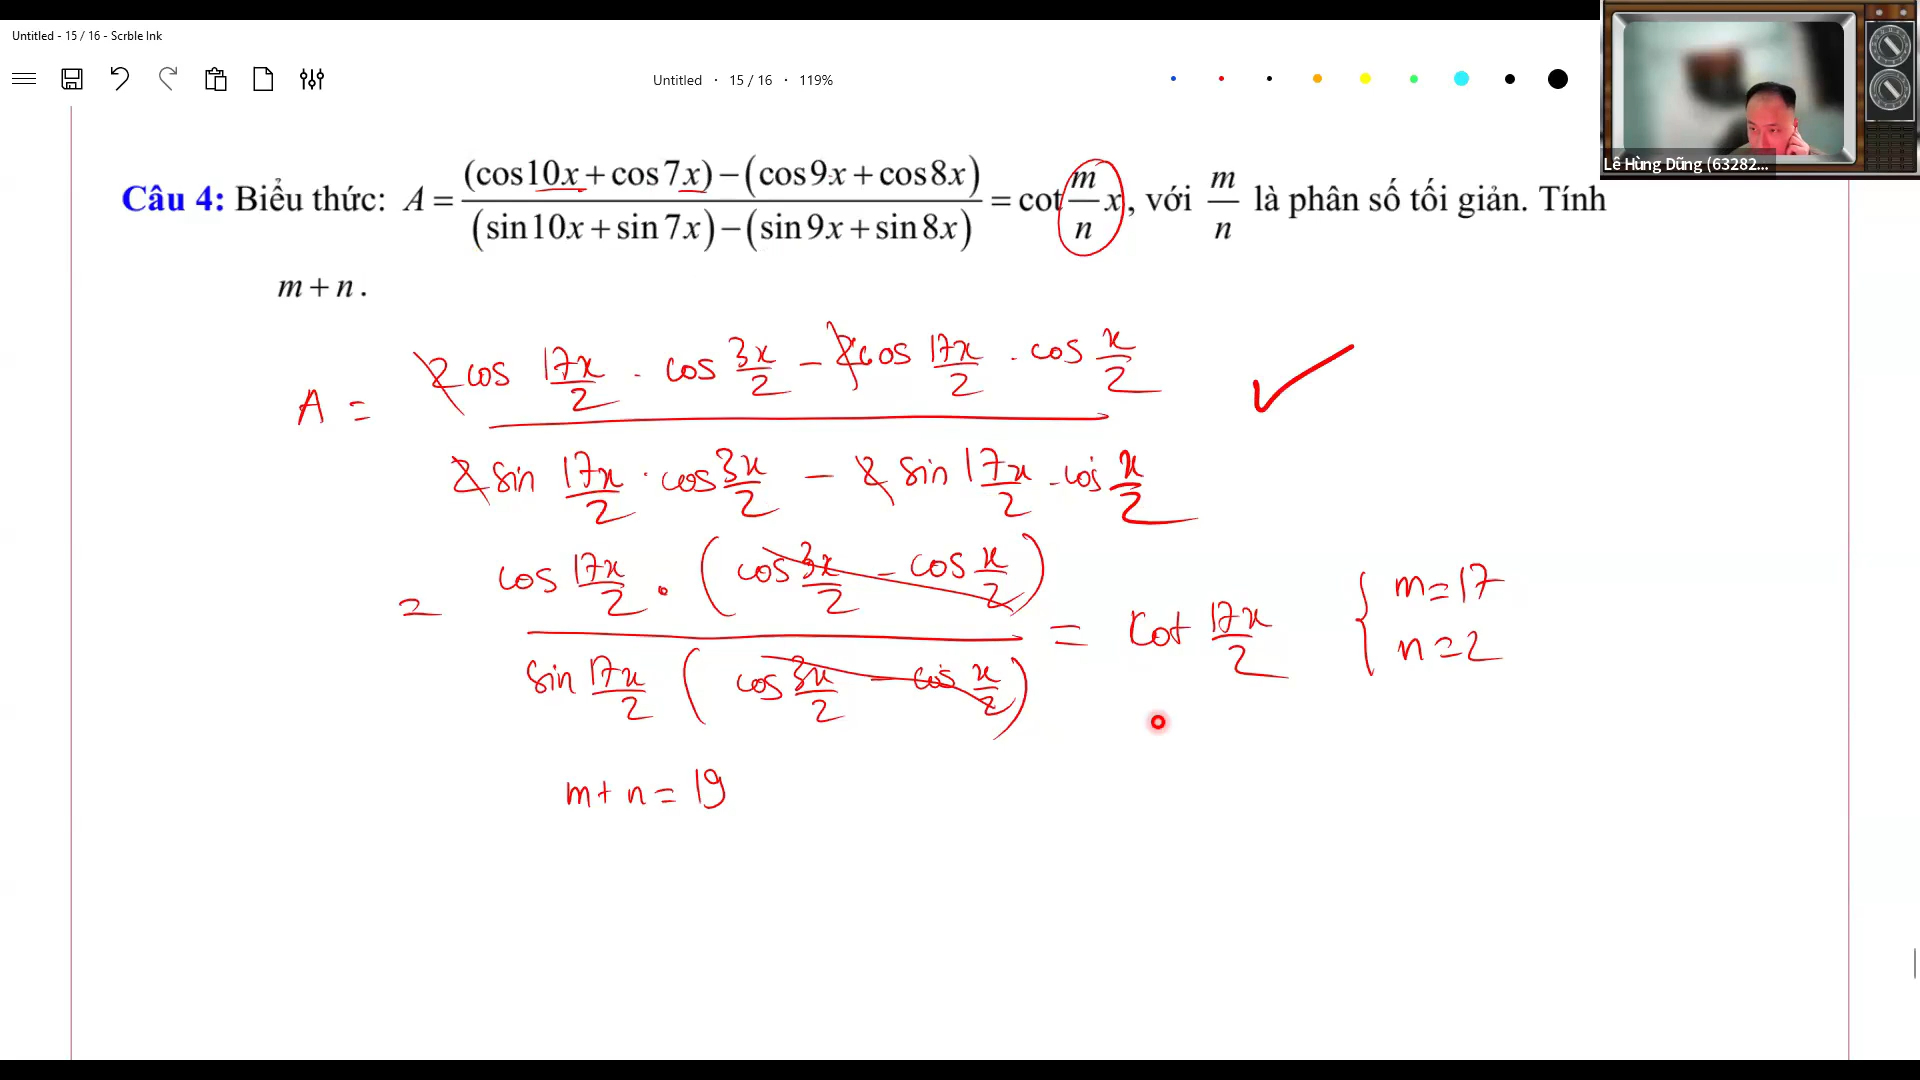 Untitled - 15 / 16 - Scrble Ink
Untitled · 15 / 16 · 119%
Lê Hùng Dũng (63282...
Câu 4: Biểu thức: A = ((cos10x + cos7x) − (cos9x + cos8x)) / ((sin10x + sin7x) − (sin9x + sin8x)) = cot m/n x, với m/n là phân số tối giản. Tính
m + n.
A = (2cos 17x/2 . cos 3x/2 − 2cos 17x/2 . cos x/2) / (2 sin 17x/2 . cos 3x/2 − 2 sin 17x/2 . cos x/2) ✓
= (cos 17x/2 . (cos 3x/2 − cos x/2)) / (sin 17x/2 (cos 3x/2 − cos x/2)) = cot 17x/2 { m = 17
n = 2
m + n = 19